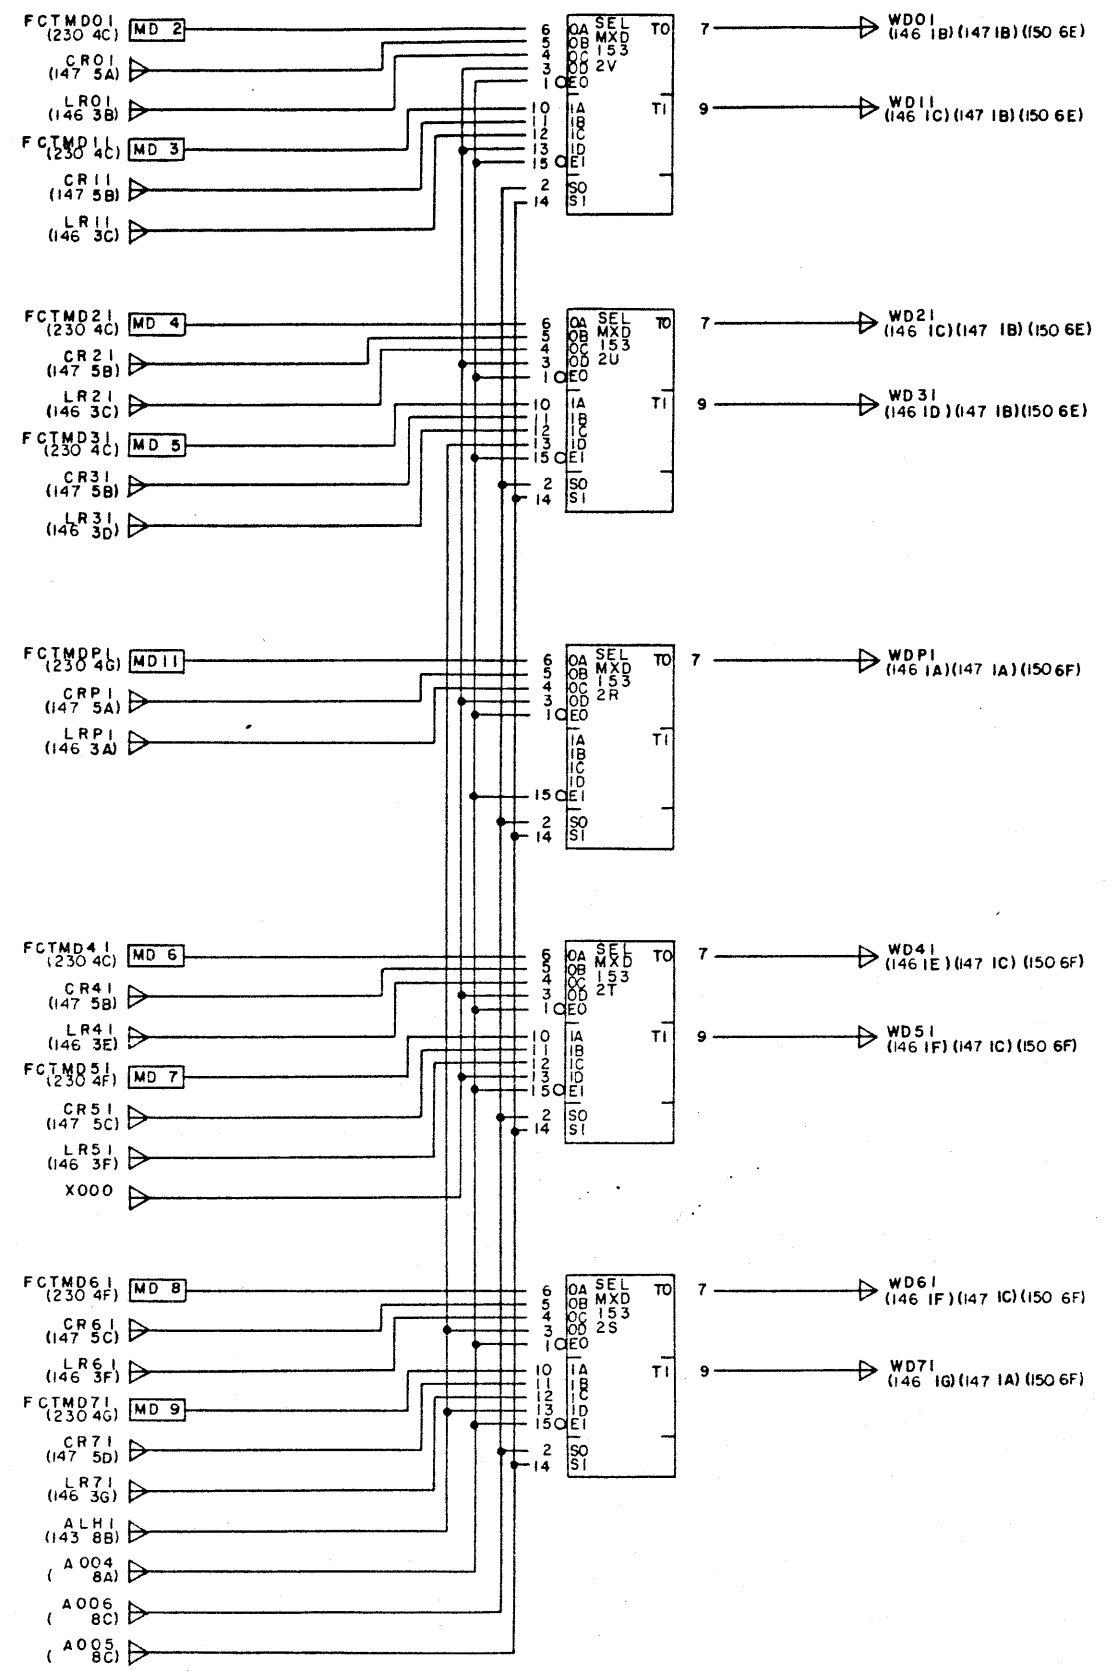 FCTMD01
(230 4C) MD 2
CR01
(147 5A)
LR01
(146 3B)
FCTMD11
(230 4C) MD 3
CR11
(147 5B)
LR11
(146 3C)
6 0A SEL T0 7
5 0B MXD
4 0C 153
3 0D 2V
1 E0
10 1A T1 9
11 1B
12 1C
13 1D
15 E1
2 S0
14 S1
WD01
(146 1B)(147 1B)(150 6E)
WD11
(146 1C)(147 1B)(150 6E)
FCTMD21
(230 4C) MD 4
CR21
(147 5B)
LR21
(146 3C)
FCTMD31
(230 4C) MD 5
CR31
(147 5B)
LR31
(146 3D)
6 0A SEL T0 7
5 0B MXD
4 0C 153
3 0D 2U
1 E0
10 1A T1 9
11 1B
12 1C
13 1D
15 E1
2 S0
14 S1
WD21
(146 1C)(147 1B)(150 6E)
WD31
(146 1D)(147 1B)(150 6E)
FCTMDP1
(230 4G) MD11
CRP1
(147 5A)
LRP1
(146 3A)
6 0A SEL T0 7
5 0B MXD
4 0C 153
3 0D 2R
1 E0
1A T1
1B
1C
1D
15 E1
2 S0
14 S1
WDP1
(146 1A)(147 1A)(150 6F)
FCTMD41
(230 4C) MD 6
CR41
(147 5B)
LR41
(146 3E)
FCTMD51
(230 4F) MD 7
CR51
(147 5C)
LR51
(146 3F)
X000
6 0A SEL T0 7
5 0B MXD
4 0C 153
3 0D 2T
1 E0
10 1A T1 9
11 1B
12 1C
13 1D
15 E1
2 S0
14 S1
WD41
(146 1E)(147 1C)(150 6F)
WD51
(146 1F)(147 1C)(150 6F)
FCTMD61
(230 4F) MD 8
CR61
(147 5C)
LR61
(146 3F)
FCTMD71
(230 4G) MD 9
CR71
(147 5D)
LR71
(146 3G)
ALH1
(143 8B)
A004
( 8A)
A006
( 8C)
A005
( 8C)
6 0A SEL T0 7
5 0B MXD
4 0C 153
3 0D 2S
1 E0
10 1A T1 9
11 1B
12 1C
13 1D
15 E1
2 S0
14 S1
WD61
(146 1F)(147 1C)(150 6F)
WD71
(146 1G)(147 1A)(150 6F)